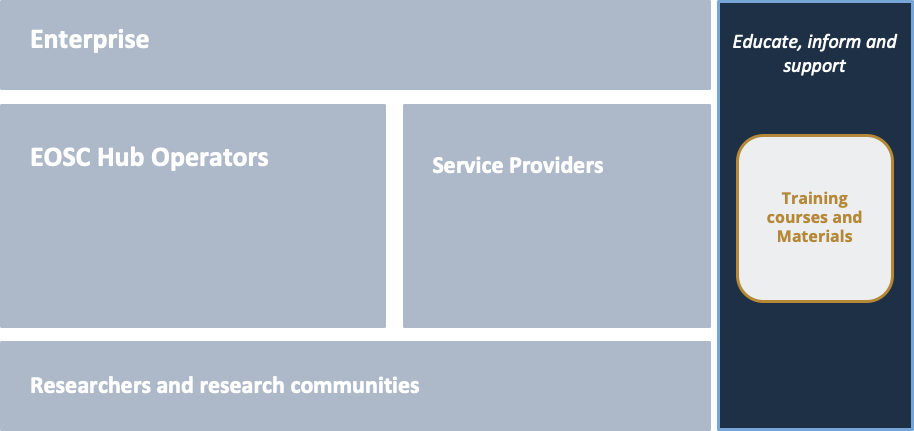 Enterprise
EOSC Hub Operators
Service Providers
Researchers and research communities
Educate, inform and
support
Training
courses and
Materials